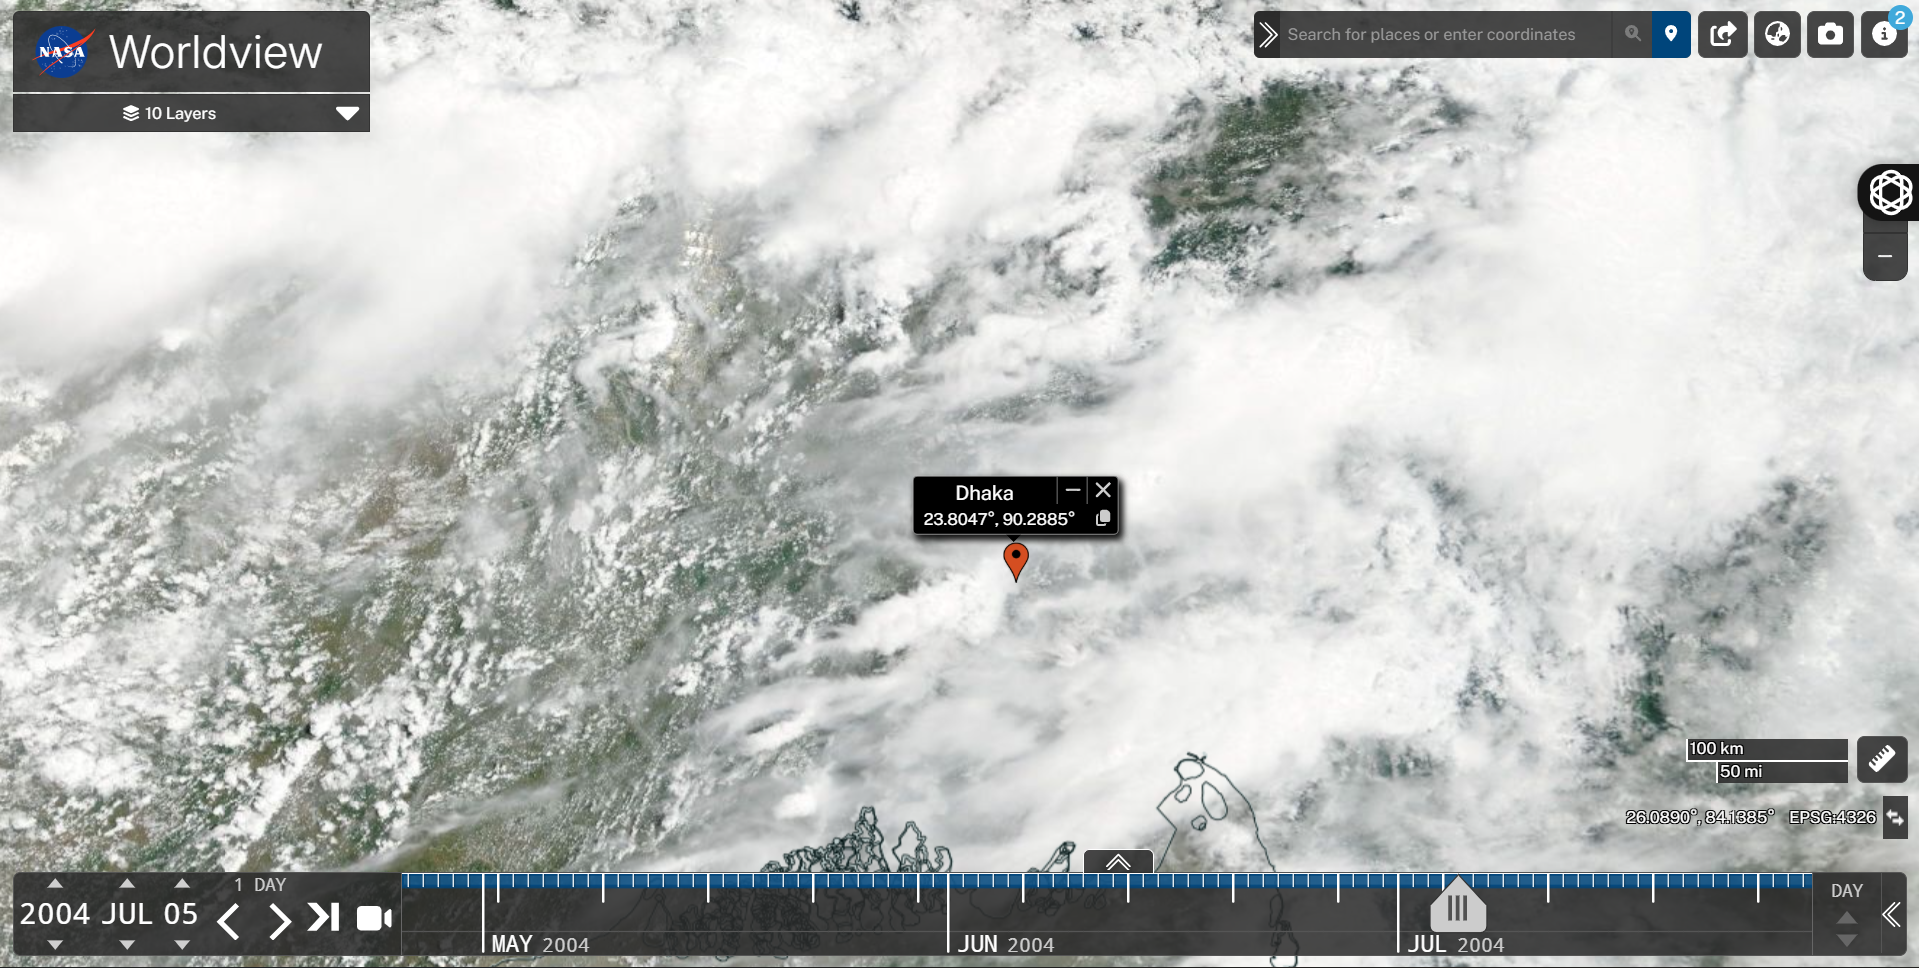 NASA
Worldview
10 Layers
Search for places or enter coordinates
2
Dhaka
23.8047°, 90.2885°
100 km
50 mi
26.0890°, 84.1385° EPSG:4326
1 DAY
2004 JUL 05
MAY 2004
JUN 2004
JUL 2004
DAY